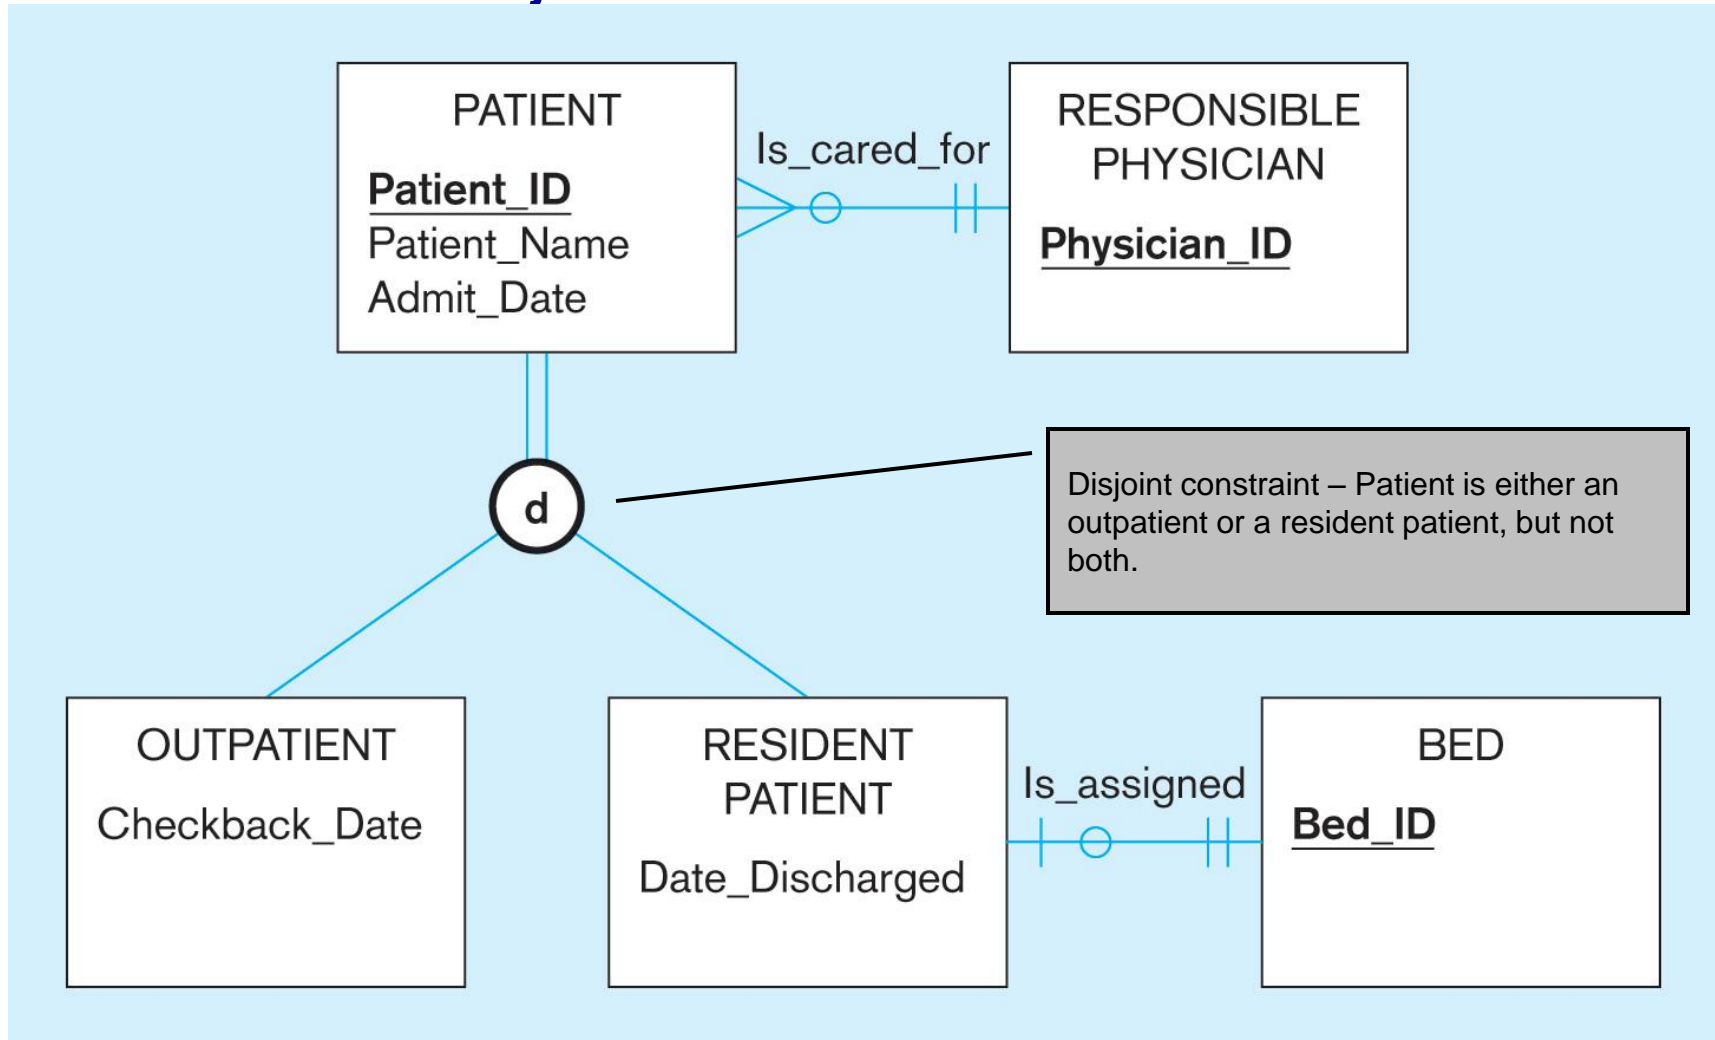 PATIENT
Patient_ID
Patient_Name
Admit_Date
Is_cared_for
RESPONSIBLE
PHYSICIAN
Physician_ID
d
Disjoint constraint – Patient is either an
outpatient or a resident patient, but not
both.
OUTPATIENT
Checkback_Date
RESIDENT
PATIENT
Date_Discharged
Is_assigned
BED
Bed_ID